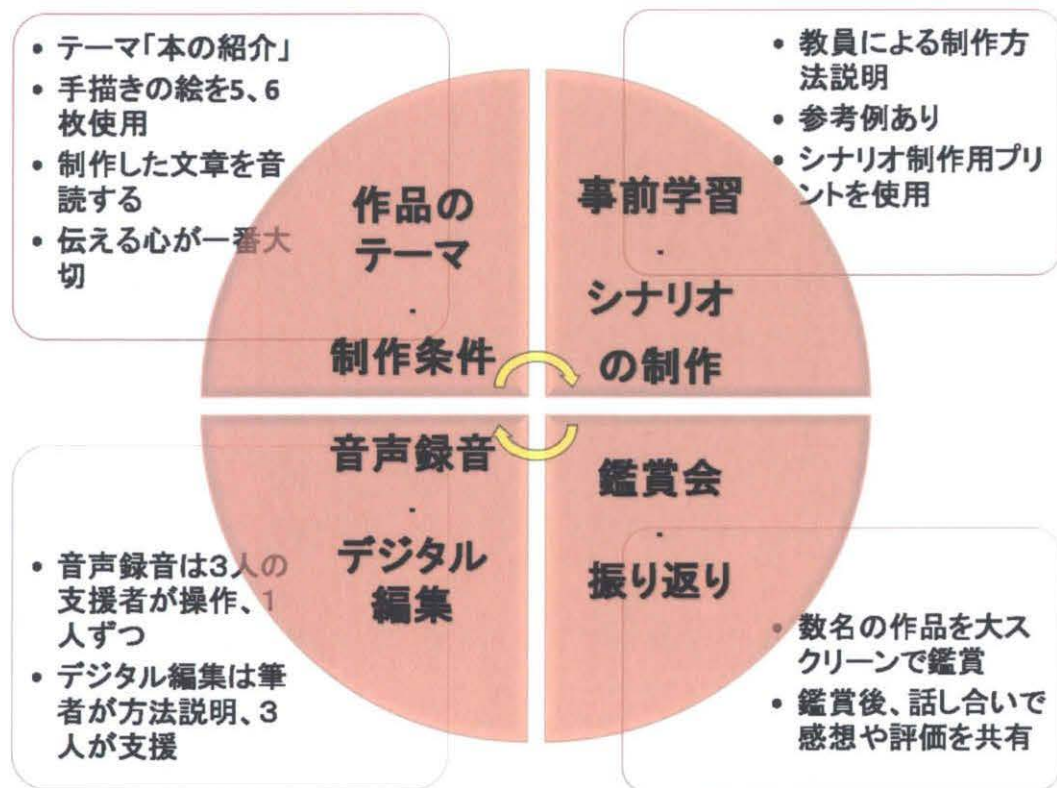 • テーマ「本の紹介」
• 手描きの絵を5、6
枚使用
• 制作した文章を音
読する
• 伝える心が一番大
切
作品の
テーマ
・
制作条件
• 教員による制作方
法説明
• 参考例あり
• シナリオ制作用プリ
ントを使用
事前学習
・
シナリオ
の制作
音声録音
・
デジタル
編集
• 音声録音は3人の
支援者が操作、1
人ずつ
• デジタル編集は筆
者が方法説明、3
人が支援
鑑賞会
・
振り返り
• 数名の作品を大ス
クリーンで鑑賞
• 鑑賞後、話し合いで
感想や評価を共有